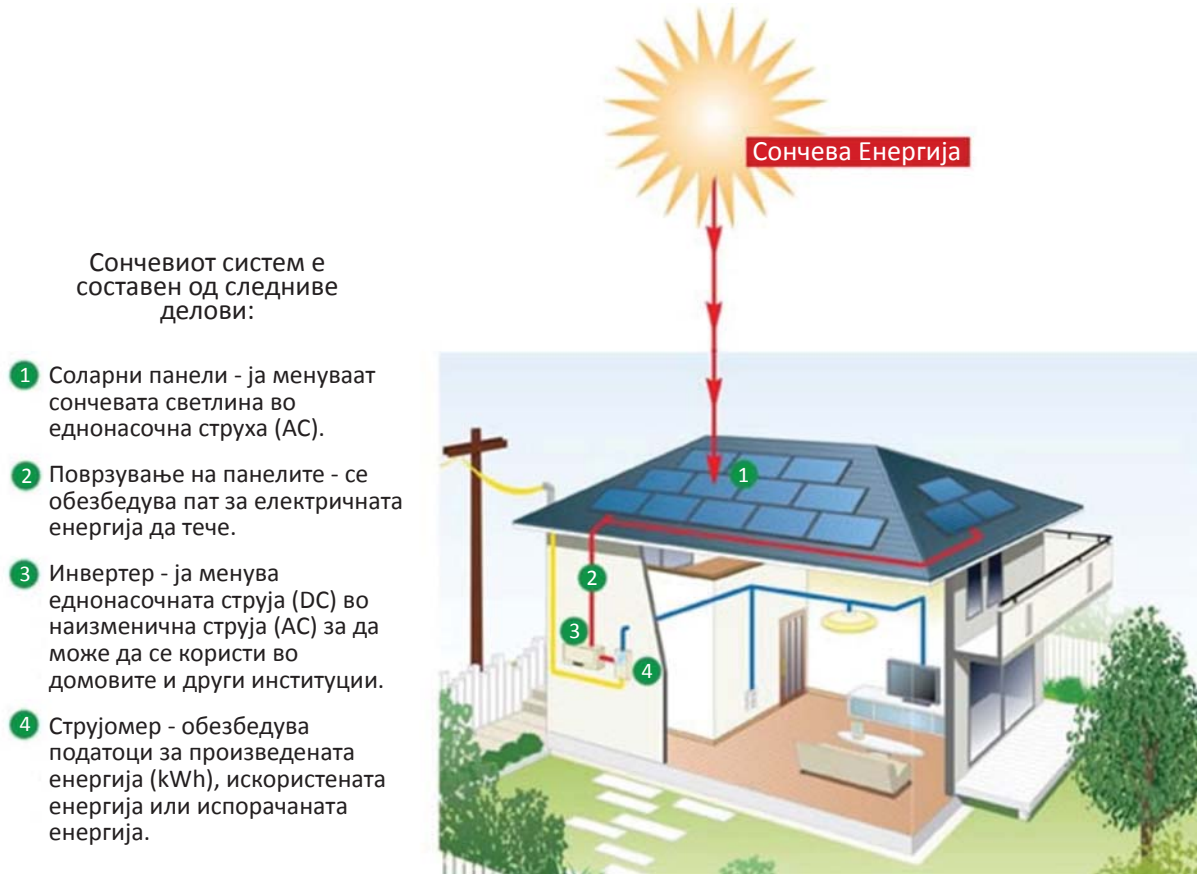 Сончева Енергија
Сончевиот систем е
составен од следниве
делови:
1 Соларни панели - ја менуваат
сончевата светлина во
еднонасочна струха (AC).
2 Поврзување на панелите - се
обезбедува пат за електричната
енергија да тече.
3 Инвертер - ја менува
еднонасочната струја (DC) во
наизменична струја (AC) за да
може да се користи во
домовите и други институции.
4 Струјомер - обезбедува
податоци за произведената
енергија (kWh), искористената
енергија или испорачаната
енергија.
1
2
3
4